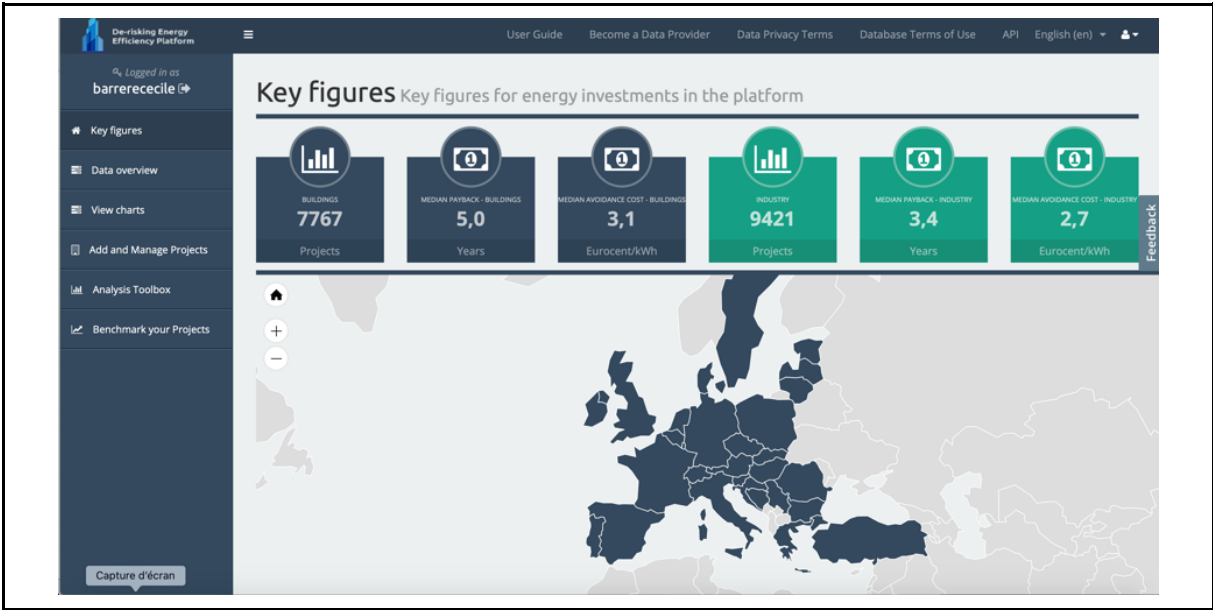 De-risking Energy
Efficiency Platform
User Guide
Become a Data Provider
Data Privacy Terms
Database Terms of Use
API
English (en)
Logged in as
barrerececile
Key figures
Data overview
View charts
Add and Manage Projects
Analysis Toolbox
Benchmark your Projects
Key figures Key figures for energy investments in the platform
BUILDINGS
7767
Projects
MEDIAN PAYBACK - BUILDINGS
5,0
Years
MEDIAN AVOIDANCE COST - BUILDINGS
3,1
Eurocent/kWh
INDUSTRY
9421
Projects
MEDIAN PAYBACK - INDUSTRY
3,4
Years
MEDIAN AVOIDANCE COST - INDUSTRY
2,7
Eurocent/kWh
Feedback
Capture d'écran